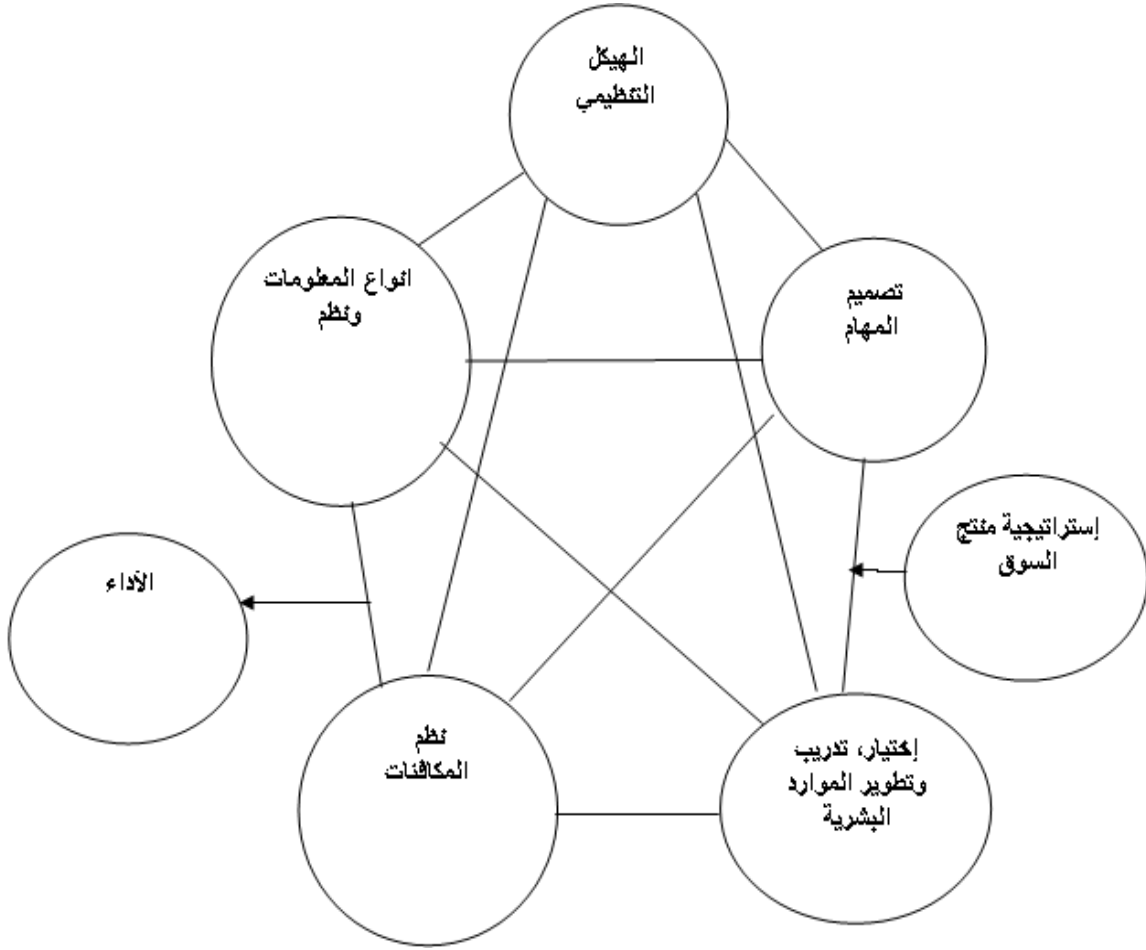 الهيكل
التنظيمي
انواع المعلومات
ونظم
تصميم
المهام
إستراتيجية منتج
السوق
الأداء
نظم
المكافئات
إختيار، تدريب
وتطوير الموارد
البشرية